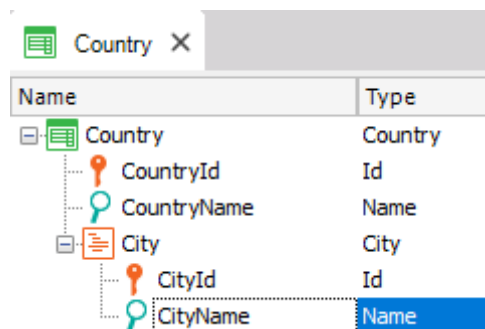 Country
Name Type
Country Country
CountryId Id
CountryName Name
City City
CityId Id
CityName Name